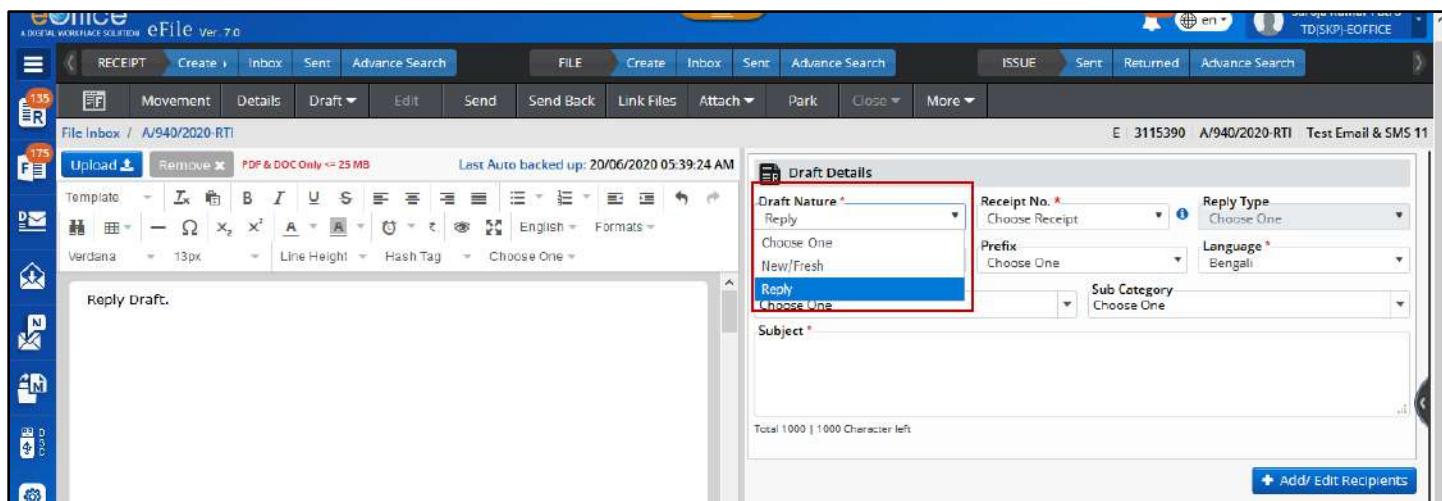 eOffice
A DIGITAL WORKPLACE SOLUTION eFile Ver. 7.0
en
TD(SKP)-EOFFICE
RECEIPT Create Inbox Sent Advance Search FILE Create Inbox Sent Advance Search ISSUE Sent Returned Advance Search
135 R
Movement Details Draft Edit Send Send Back Link Files Attach Park Close More
File Inbox / A/940/2020-RTI E 3115390 A/940/2020-RTI Test Email & SMS 11
175 F
Upload Remove x PDF & DOC Only <= 25 MB Last Auto backed up: 20/06/2020 05:39:24 AM
Template
English Formats
Verdana 13px Line Height Hash Tag Choose One
Reply Draft.
Draft Details
Draft Nature * Receipt No. * Reply Type
Reply Choose Receipt Choose One
Choose One
New/Fresh
Reply
Prefix Language *
Choose One Bengali
Sub Category
Choose One Choose One
Subject *
Total 1000 | 1000 Character left
+ Add/ Edit Recipients